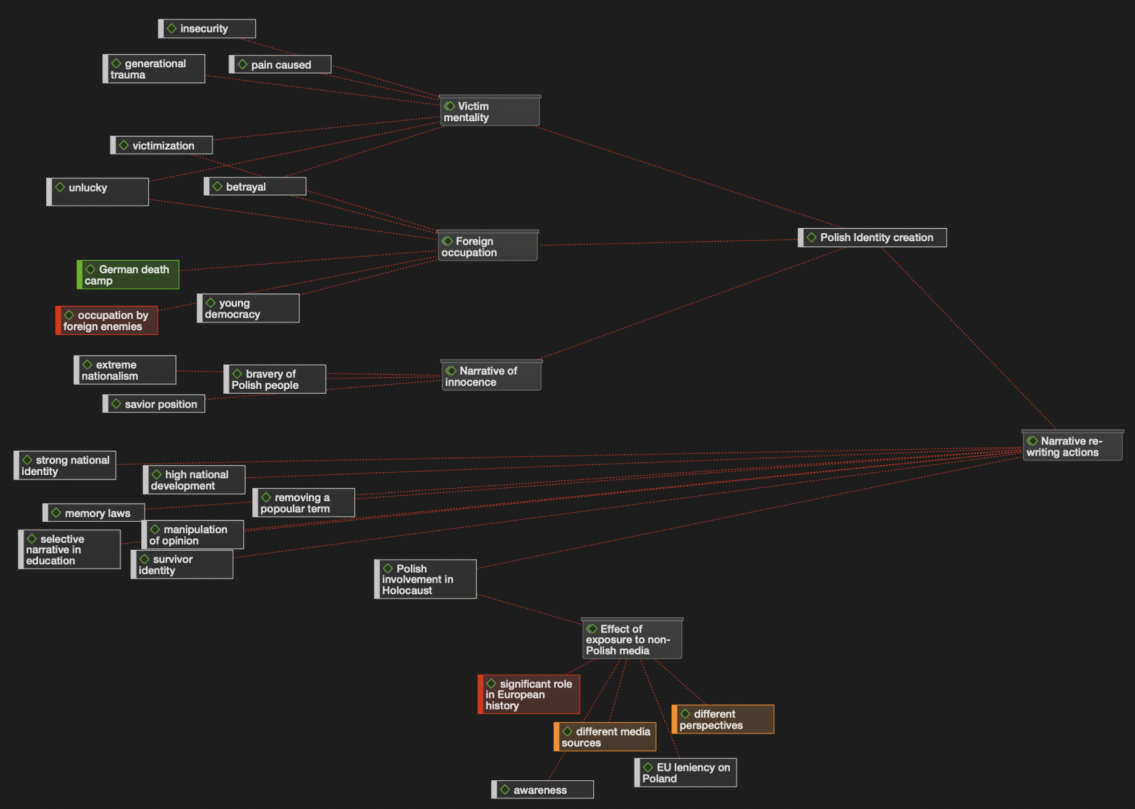 insecurity
generational
trauma
pain caused
Victim
mentality
victimization
unlucky
betrayal
Foreign
occupation
Polish Identity creation
German death
camp
young
democracy
occupation by
foreign enemies
extreme
nationalism
bravery of
Polish people
savior position
Narrative of
innocence
Narrative re-
writing actions
strong national
identity
high national
development
removing a
popoular term
memory laws
manipulation
of opinion
selective
narrative in
education
survivor
identity
Polish
involvement in
Holocaust
Effect of
exposure to non-
Polish media
significant role
in European
history
different
perspectives
different media
sources
EU leniency on
Poland
awareness